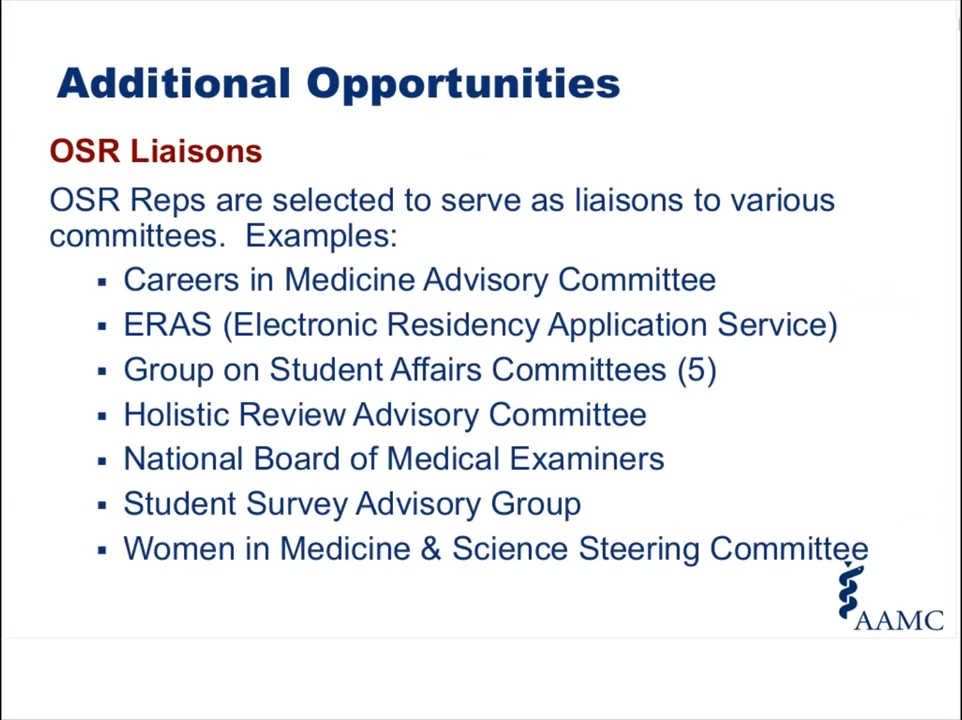 Additional Opportunities
OSR Liaisons
OSR Reps are selected to serve as liaisons to various
committees.  Examples:
▪ Careers in Medicine Advisory Committee
▪ ERAS (Electronic Residency Application Service)
▪ Group on Student Affairs Committees (5)
▪ Holistic Review Advisory Committee
▪ National Board of Medical Examiners
▪ Student Survey Advisory Group
▪ Women in Medicine & Science Steering Committee
AAMC